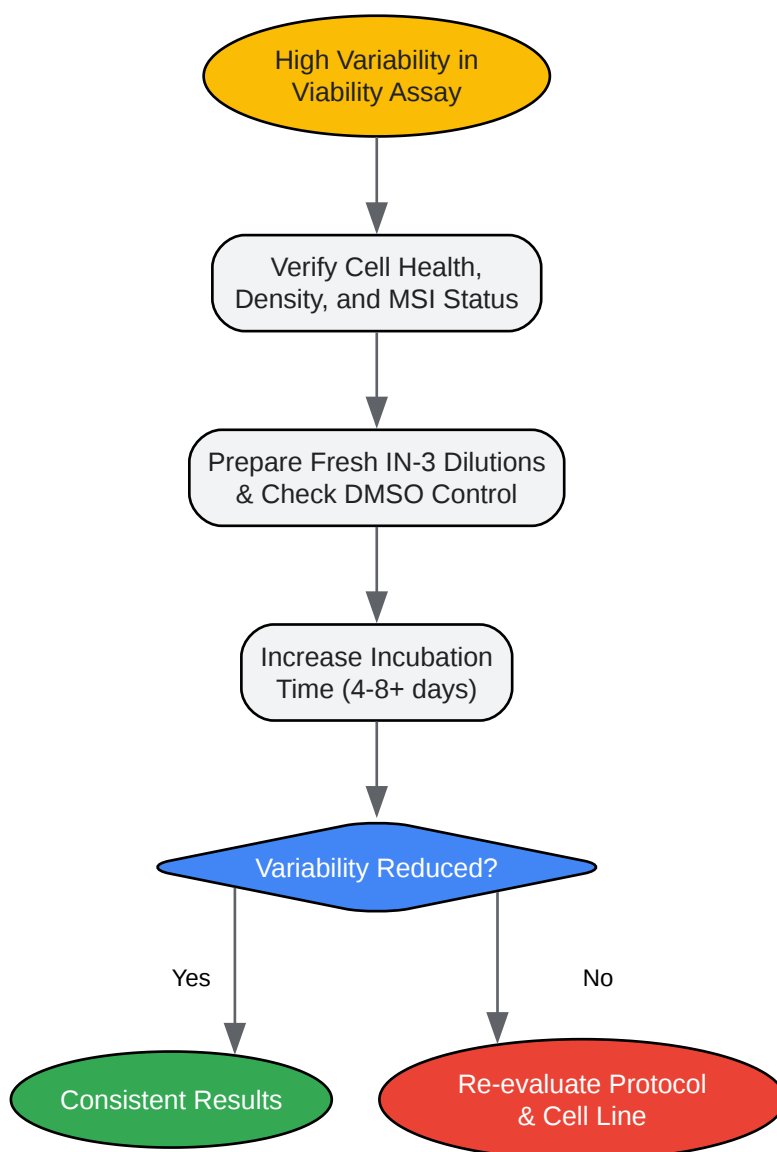 High Variability in
Viability Assay
Verify Cell Health,
Density, and MSI Status
Prepare Fresh IN-3 Dilutions
& Check DMSO Control
Increase Incubation
Time (4-8+ days)
Variability Reduced?
Yes
No
Consistent Results
Re-evaluate Protocol
& Cell Line